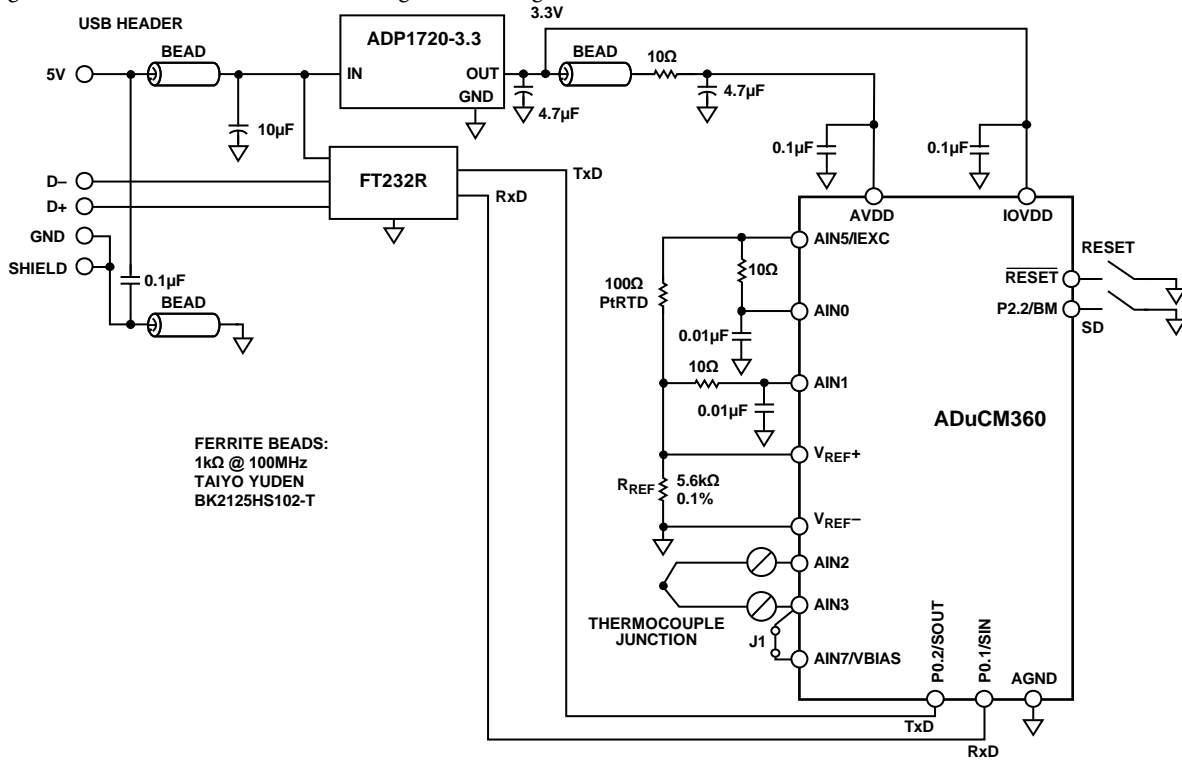 3.3V
USB HEADER
ADP1720-3.3
BEAD
BEAD
10Ω
5V
IN
OUT
GND
4.7µF
4.7µF
10µF
0.1µF
0.1µF
TxD
FT232R
D–
RxD
D+
AVDD
IOVDD
GND
AIN5/IEXC
RESET
SHIELD
10Ω
RESET
0.1µF
100Ω
PtRTD
BEAD
AIN0
P2.2/BM
SD
0.01µF
10Ω
AIN1
0.01µF
ADuCM360
FERRITE BEADS:
1kΩ @ 100MHz
TAIYO YUDEN
BK2125HS102-T
VREF+
RREF
5.6kΩ
0.1%
VREF–
AIN2
AIN3
THERMOCOUPLE
JUNCTION
J1
AIN7/VBIAS
P0.2/SOUT
P0.1/SIN
AGND
TxD
RxD